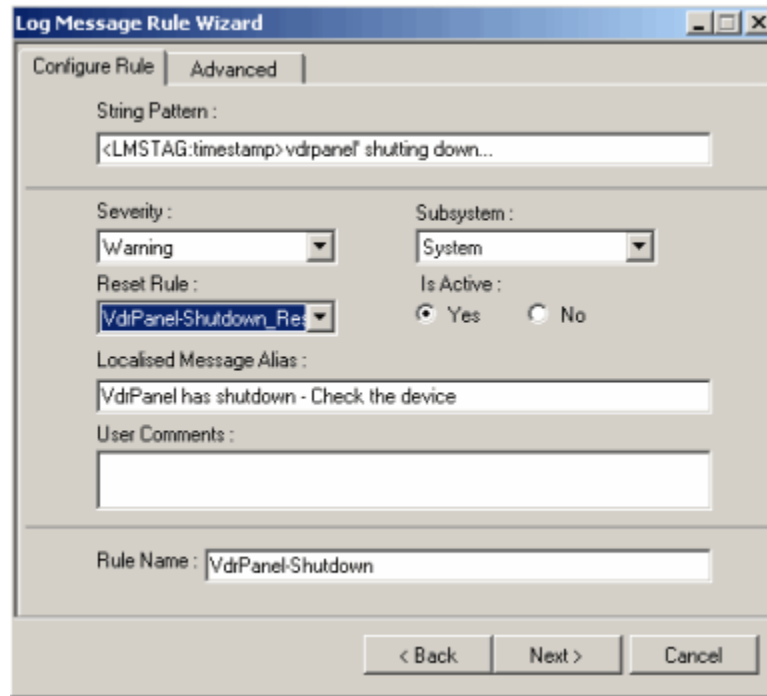 Log Message Rule Wizard
Configure Rule Advanced
String Pattern :
<LMSTAG:timestamp> vdrpanel' shutting down...
Severity : Subsystem :
Warning System
Reset Rule : Is Active :
VdrPanel-Shutdown_Res Yes No
Localised Message Alias :
VdrPanel has shutdown - Check the device
User Comments :
Rule Name : VdrPanel-Shutdown
< Back Next > Cancel